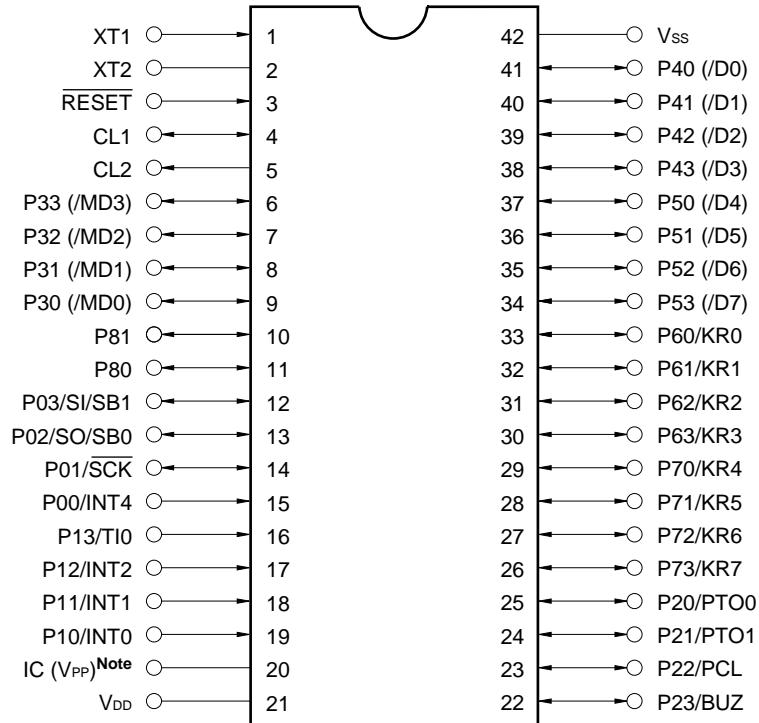 XT1 1 42 VSS
XT2 2 41 P40 (/D0)
RESET 3 40 P41 (/D1)
CL1 4 39 P42 (/D2)
CL2 5 38 P43 (/D3)
P33 (/MD3) 6 37 P50 (/D4)
P32 (/MD2) 7 36 P51 (/D5)
P31 (/MD1) 8 35 P52 (/D6)
P30 (/MD0) 9 34 P53 (/D7)
P81 10 33 P60/KR0
P80 11 32 P61/KR1
P03/SI/SB1 12 31 P62/KR2
P02/SO/SB0 13 30 P63/KR3
P01/SCK 14 29 P70/KR4
P00/INT4 15 28 P71/KR5
P13/TI0 16 27 P72/KR6
P12/INT2 17 26 P73/KR7
P11/INT1 18 25 P20/PTO0
P10/INT0 19 24 P21/PTO1
IC (VPP)Note 20 23 P22/PCL
VDD 21 22 P23/BUZ